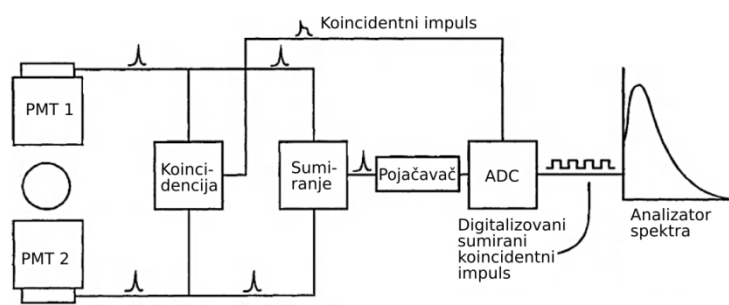 Koincidentni impuls
PMT 1
Koinci-
dencija
Sumi-
ranje
Pojačavač
ADC
Digitalizovani
sumirani
koincidentni
impuls
Analizator
spektra
PMT 2